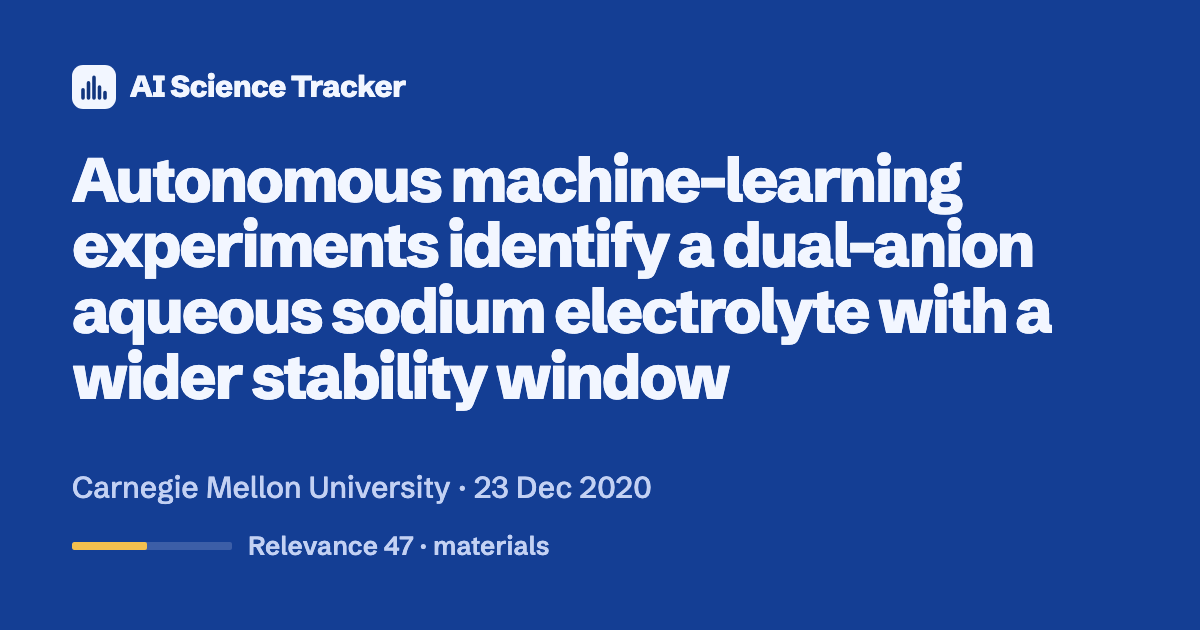 AI Science Tracker
Autonomous machine-learning
experiments identify a dual-anion
aqueous sodium electrolyte with a
wider stability window
Carnegie Mellon University · 23 Dec 2020
Relevance 47 · materials